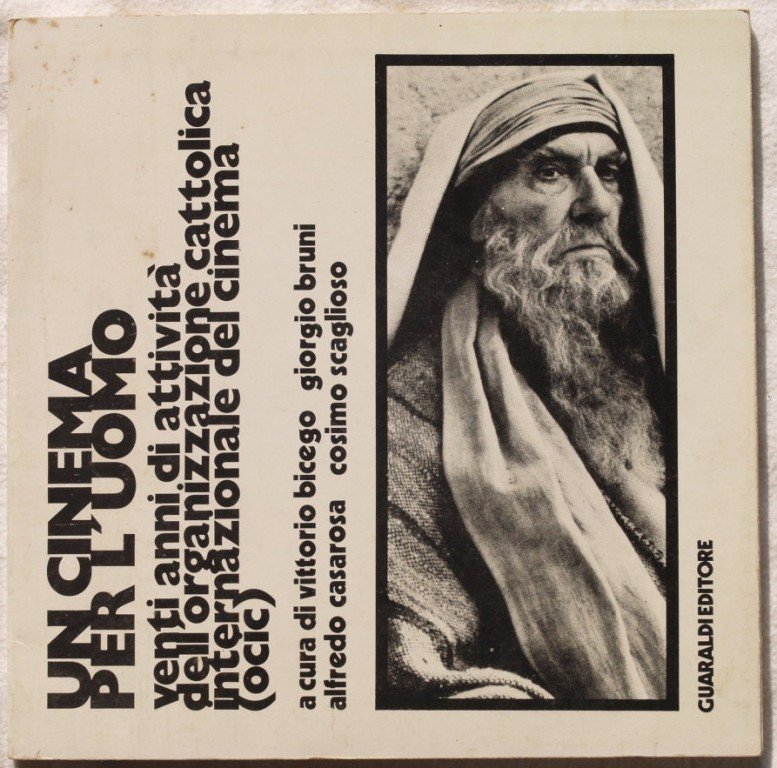 UN CINEMA
PER L'UOMO
venti anni di attività
dell'organizzazione cattolica
internazionale del cinema
(ocic)
a cura di vittorio bicego giorgio bruni
alfredo casarosa cosimo scaglioso
GUARALDI EDITORE